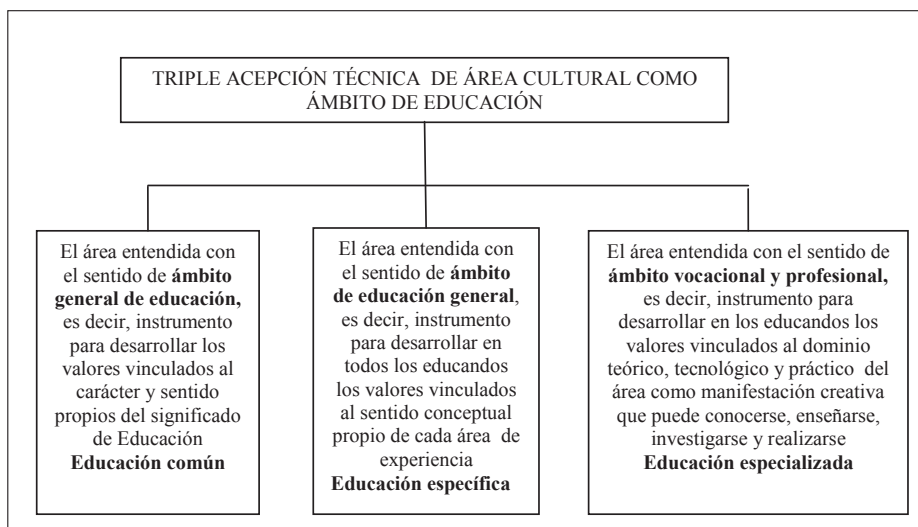 TRIPLE ACEPCIÓN TÉCNICA DE ÁREA CULTURAL COMO
ÁMBITO DE EDUCACIÓN
El área entendida con
el sentido de ámbito
general de educación,
es decir, instrumento
para desarrollar los
valores vinculados al
carácter y sentido
propios del significado
de Educación
Educación común
El área entendida con
el sentido de ámbito
de educación general,
es decir, instrumento
para desarrollar en
todos los educandos
los valores vinculados
al sentido conceptual
propio de cada área de
experiencia
Educación específica
El área entendida con el sentido de
ámbito vocacional y profesional,
es decir, instrumento para
desarrollar en los educandos los
valores vinculados al dominio
teórico, tecnológico y práctico del
área como manifestación creativa
que puede conocerse, enseñarse,
investigarse y realizarse
Educación especializada